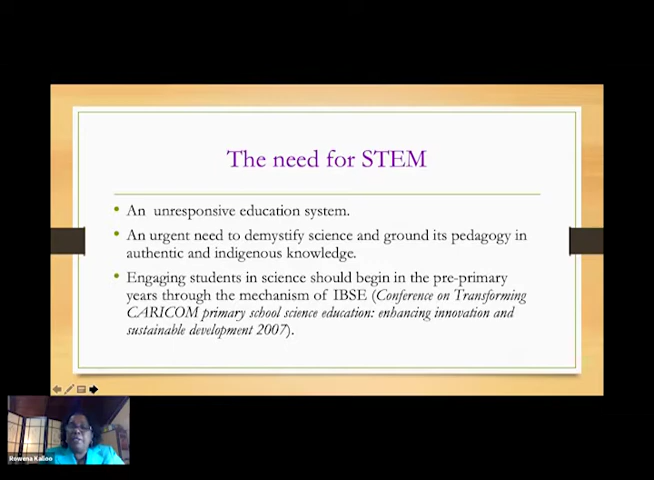 The need for STEM
• An unresponsive education system.
• An urgent need to demystify science and ground its pedagogy in
authentic and indigenous knowledge.
• Engaging students in science should begin in the pre-primary
years through the mechanism of IBSE (Conference on Transforming
CARICOM primary school science education: enhancing innovation and
sustainable development 2007).
Rowena Kalloo